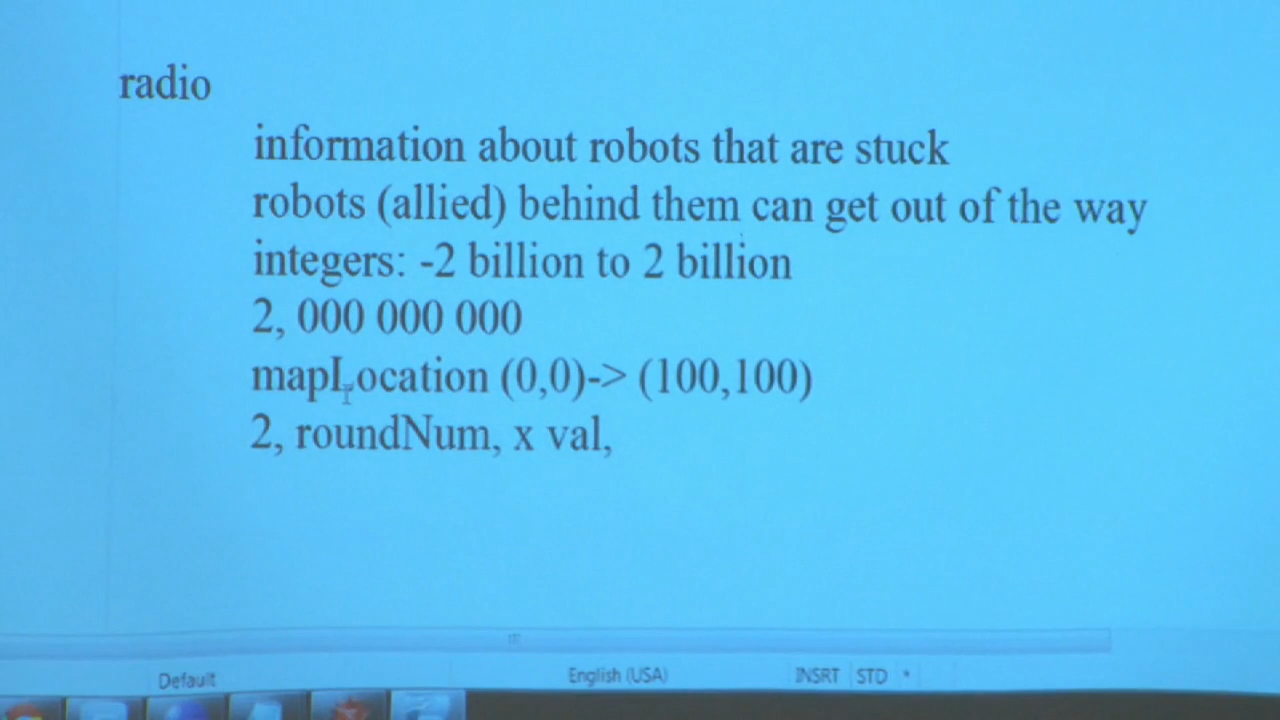 radio
information about robots that are stuck
robots (allied) behind them can get out of the way
integers: -2 billion to 2 billion
2, 000 000 000
mapLocation (0,0)-> (100,100)
2, roundNum, x val,
Default English (USA) INSRT STD *